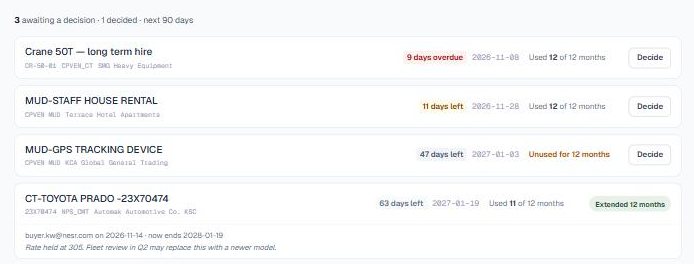 3 awaiting a decision · 1 decided · next 90 days
Crane 50T — long term hire
9 days overdue 2026-11-08 Used 12 of 12 months Decide
CR-50-01 CPVEN_CT SMG Heavy Equipment
MUD-STAFF HOUSE RENTAL
11 days left 2026-11-28 Used 12 of 12 months Decide
CPVEN MUD Terrace Hotel Apartments
MUD-GPS TRACKING DEVICE
47 days left 2027-01-03 Unused for 12 months Decide
CPVEN MUD KCA Global General Trading
CT-TOYOTA PRADO -23X70474
63 days left 2027-01-19 Used 11 of 12 months Extended 12 months
23X70474 NPS_CMT Automak Automotive Co. KSC
buyer.kw@nesr.com on 2026-11-14 · now ends 2028-01-19
Rate held at 305. Fleet review in Q2 may replace this with a newer model.